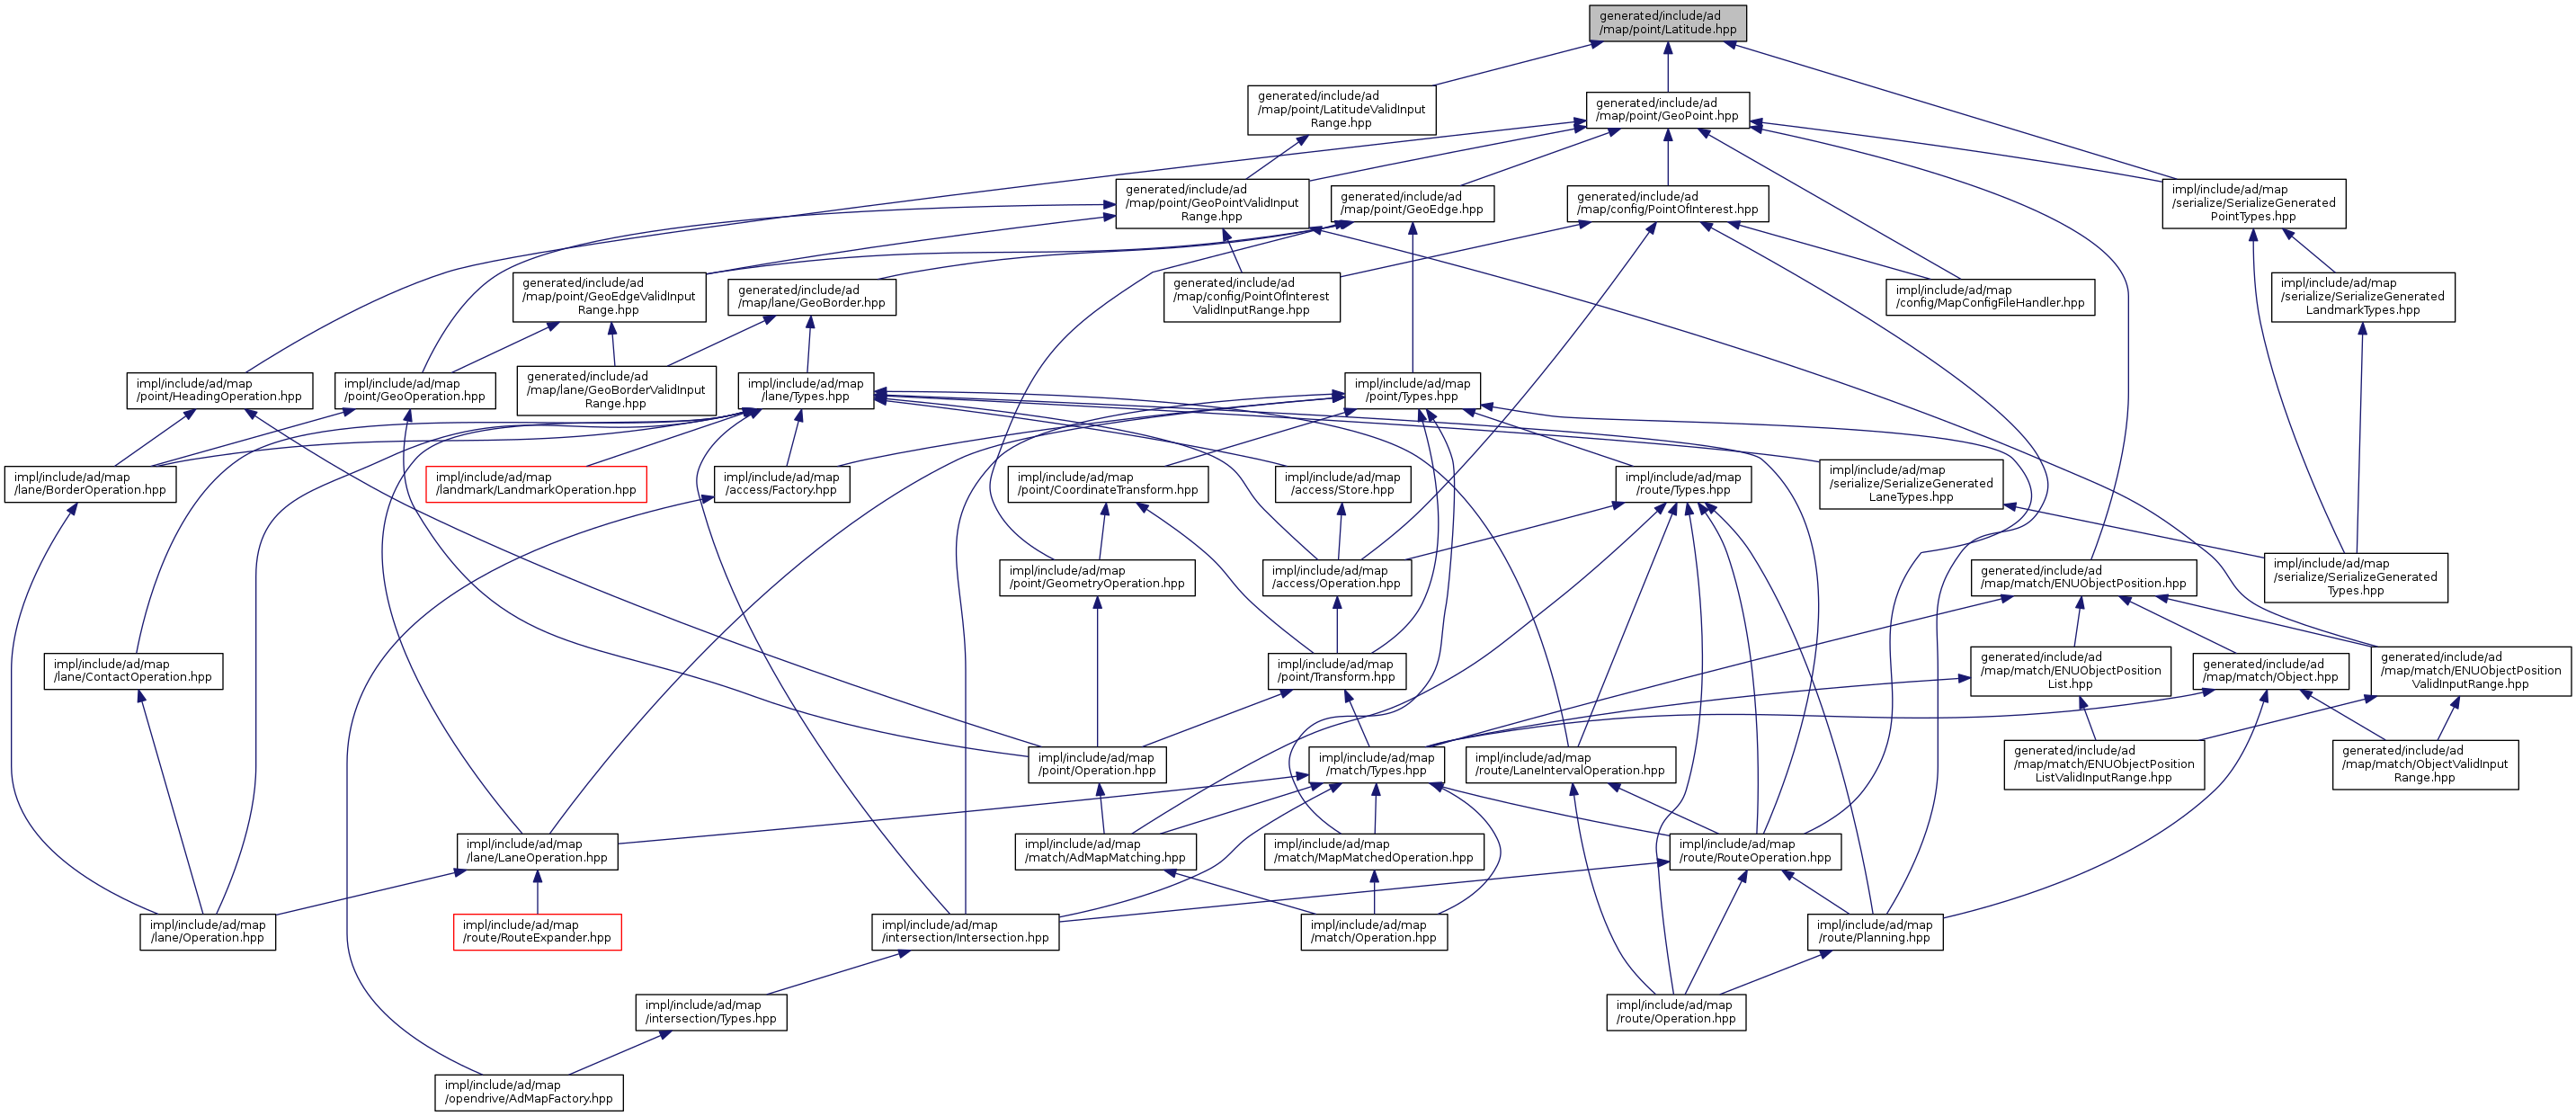 generated/include/ad
/map/point/Latitude.hpp
generated/include/ad
/map/point/LatitudeValidInput
Range.hpp
generated/include/ad
/map/point/GeoPoint.hpp
generated/include/ad
/map/point/GeoPointValidInput
Range.hpp
generated/include/ad
/map/point/GeoEdge.hpp
generated/include/ad
/map/config/PointOfInterest.hpp
impl/include/ad/map
/serialize/SerializeGenerated
PointTypes.hpp
generated/include/ad
/map/point/GeoEdgeValidInput
Range.hpp
generated/include/ad
/map/lane/GeoBorder.hpp
generated/include/ad
/map/config/PointOfInterest
ValidInputRange.hpp
impl/include/ad/map
/config/MapConfigFileHandler.hpp
impl/include/ad/map
/serialize/SerializeGenerated
LandmarkTypes.hpp
impl/include/ad/map
/point/HeadingOperation.hpp
impl/include/ad/map
/point/GeoOperation.hpp
generated/include/ad
/map/lane/GeoBorderValidInput
Range.hpp
impl/include/ad/map
/lane/Types.hpp
impl/include/ad/map
/point/Types.hpp
impl/include/ad/map
/lane/BorderOperation.hpp
impl/include/ad/map
/landmark/LandmarkOperation.hpp
impl/include/ad/map
/access/Factory.hpp
impl/include/ad/map
/point/CoordinateTransform.hpp
impl/include/ad/map
/access/Store.hpp
impl/include/ad/map
/route/Types.hpp
impl/include/ad/map
/serialize/SerializeGenerated
LaneTypes.hpp
impl/include/ad/map
/point/GeometryOperation.hpp
impl/include/ad/map
/access/Operation.hpp
generated/include/ad
/map/match/ENUObjectPosition.hpp
impl/include/ad/map
/serialize/SerializeGenerated
Types.hpp
impl/include/ad/map
/lane/ContactOperation.hpp
impl/include/ad/map
/point/Transform.hpp
generated/include/ad
/map/match/ENUObjectPosition
List.hpp
generated/include/ad
/map/match/Object.hpp
generated/include/ad
/map/match/ENUObjectPosition
ValidInputRange.hpp
impl/include/ad/map
/point/Operation.hpp
impl/include/ad/map
/match/Types.hpp
impl/include/ad/map
/route/LaneIntervalOperation.hpp
generated/include/ad
/map/match/ENUObjectPosition
ListValidInputRange.hpp
generated/include/ad
/map/match/ObjectValidInput
Range.hpp
impl/include/ad/map
/lane/LaneOperation.hpp
impl/include/ad/map
/match/AdMapMatching.hpp
impl/include/ad/map
/match/MapMatchedOperation.hpp
impl/include/ad/map
/route/RouteOperation.hpp
impl/include/ad/map
/lane/Operation.hpp
impl/include/ad/map
/route/RouteExpander.hpp
impl/include/ad/map
/intersection/Intersection.hpp
impl/include/ad/map
/match/Operation.hpp
impl/include/ad/map
/route/Planning.hpp
impl/include/ad/map
/intersection/Types.hpp
impl/include/ad/map
/route/Operation.hpp
impl/include/ad/map
/opendrive/AdMapFactory.hpp